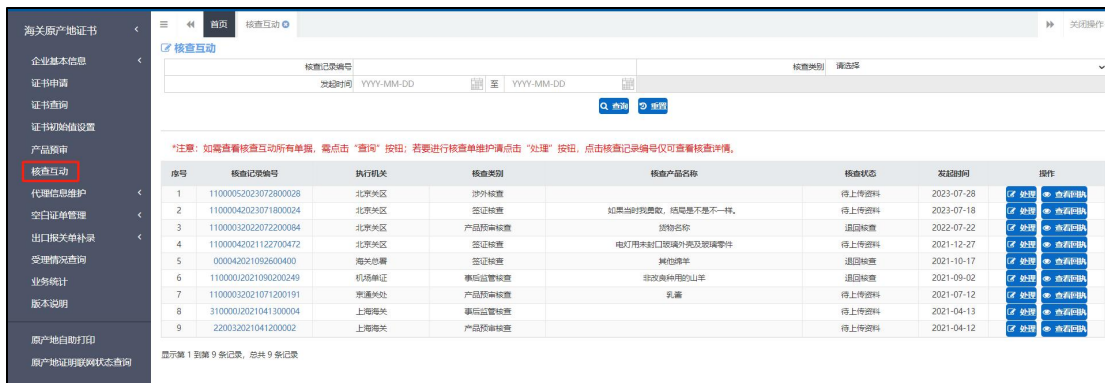 海关原产地证书
企业基本信息
证书申请
证书查询
证书初始值设置
产品预审
核查互动
代理信息维护
空白证单管理
出口报关单补录
受理情况查询
业务统计
版本说明
原产地自助打印
原产地证明联网状态查询
首页 核查互动 关闭操作
核查互动
核查记录编号 核查类别 请选择
发起时间 YYYY-MM-DD 至 YYYY-MM-DD
查询 重置
*注意：如需查看核查互动所有单据，需点击“查询”按钮；若要进行核查单维护请点击“处理”按钮，点击核查记录编号仅可查看核查详情。
序号 核查记录编号 执行机关 核查类别 核查产品名称 核查状态 发起时间 操作
1 11000052023072800028 北京关区 涉外核查 待上传资料 2023-07-28 处理 查看回执
2 11000042023071800024 北京关区 签证核查 如果当时我勇敢，结局是不是不一样。 待上传资料 2023-07-18 处理 查看回执
3 11000032022072200084 北京关区 产品预审核查 货物名称 退回核查 2022-07-22 处理 查看回执
4 11000042021122700472 北京关区 签证核查 电灯用未封口玻璃外壳及玻璃零件 待上传资料 2021-12-27 处理 查看回执
5 000042021092600400 海关总署 签证核查 其他绵羊 退回核查 2021-10-17 处理 查看回执
6 110000J2021090200249 机场单证 事后监管核查 非改良种用的山羊 退回核查 2021-09-02 处理 查看回执
7 11000032021071200191 京通关处 产品预审核查 乳酱 待上传资料 2021-07-12 处理 查看回执
8 310000J2021041300004 上海海关 事后监管核查 待上传资料 2021-04-13 处理 查看回执
9 220032021041200002 上海海关 产品预审核查 待上传资料 2021-04-12 处理 查看回执
显示第 1 到第 9 条记录，总共 9 条记录